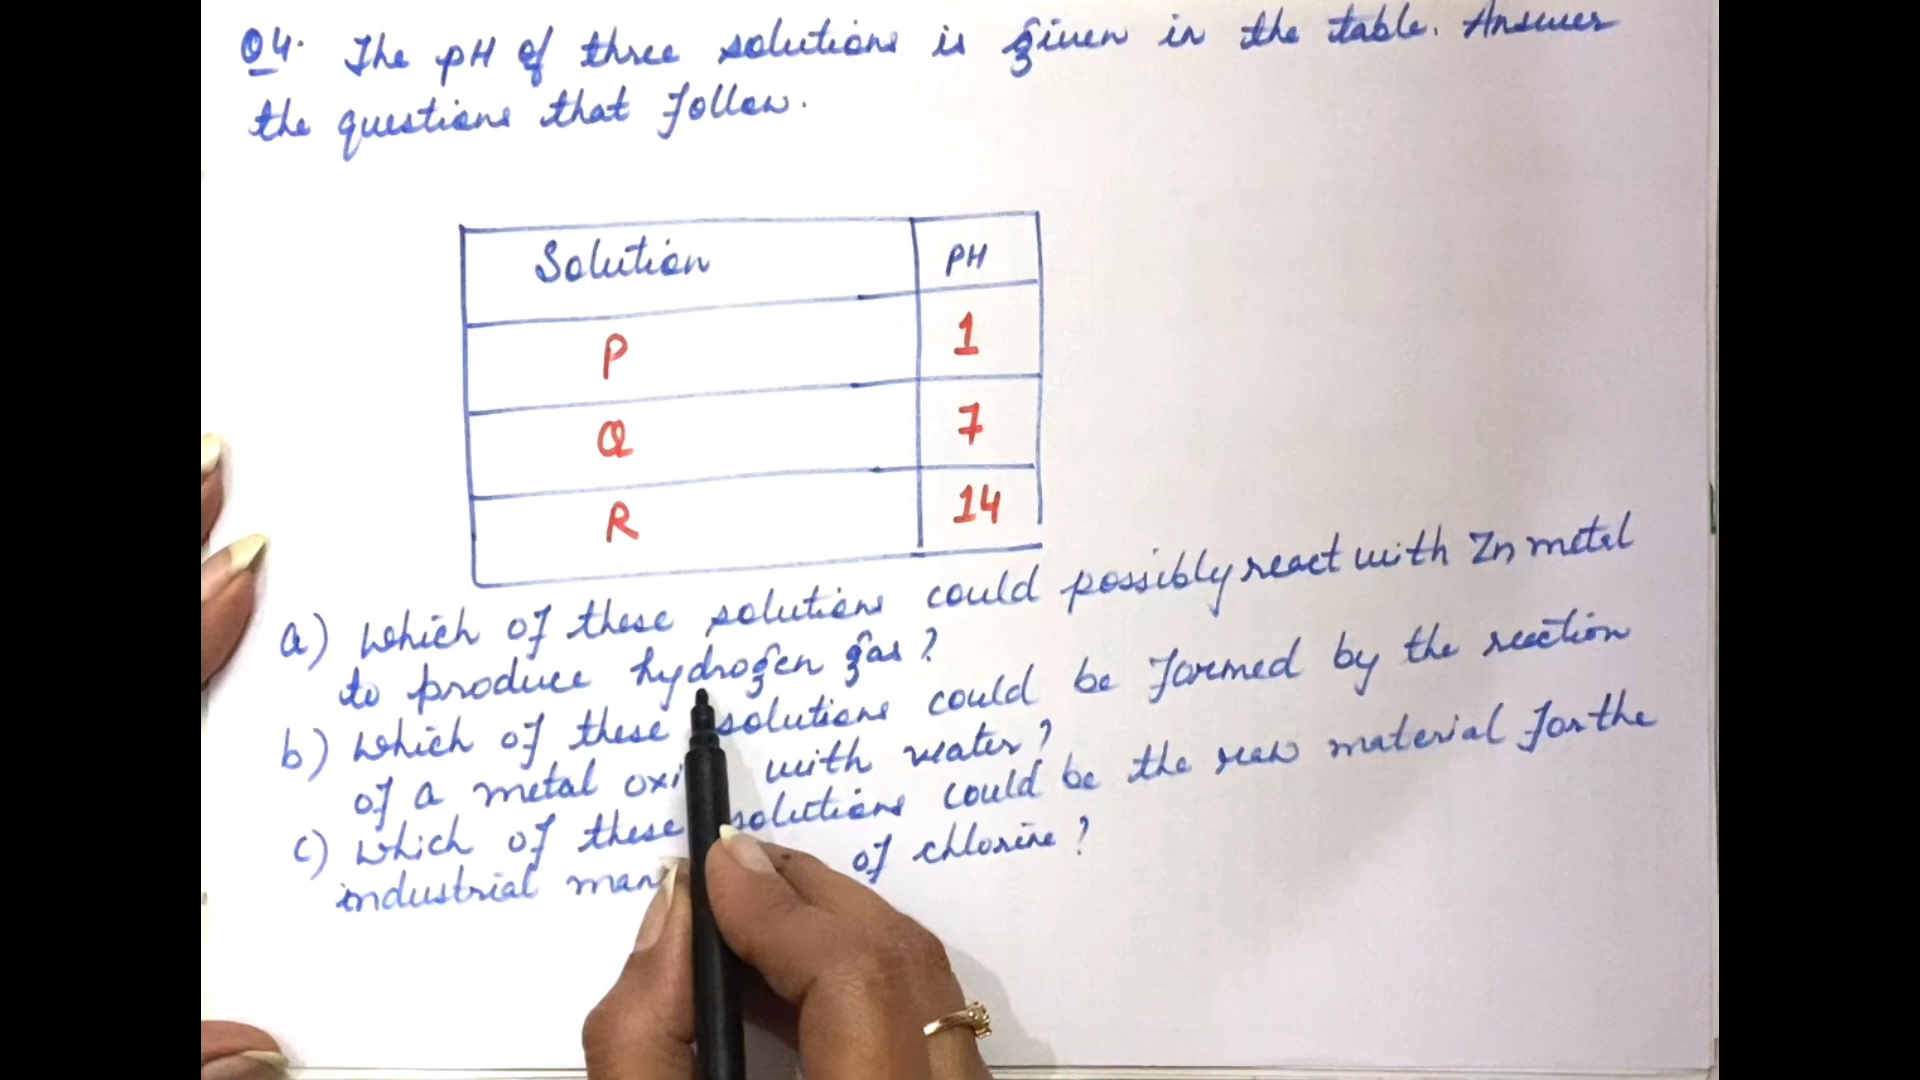 Q4. The pH of three solutions is given in the table. Answer
the questions that follow.
Solution PH
P 1
Q 7
R 14
a) Which of these solutions could possibly react with Zn metal
to produce hydrogen gas?
b) Which of these solutions could be formed by the reaction
of a metal oxi with water?
c) Which of these solutions could be the raw material for the
industrial man of chlorine?